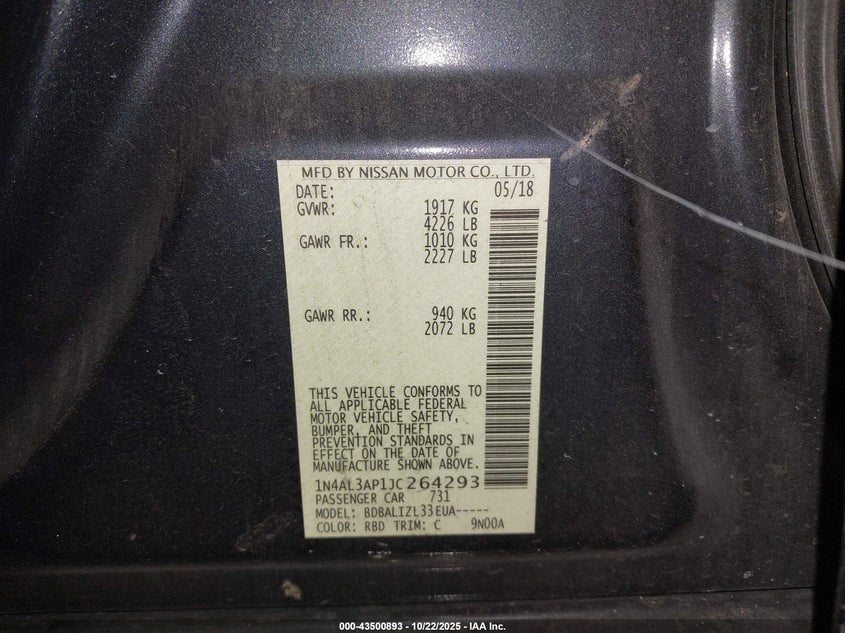 MFD BY NISSAN MOTOR CO., LTD.
DATE: 05/18
GVWR: 1917 KG
4226 LB
GAWR FR.: 1010 KG
2227 LB
GAWR RR.: 940 KG
2072 LB
THIS VEHICLE CONFORMS TO
ALL APPLICABLE FEDERAL
MOTOR VEHICLE SAFETY,
BUMPER, AND THEFT
PREVENTION STANDARDS IN
EFFECT ON THE DATE OF
MANUFACTURE SHOWN ABOVE.
1N4AL3AP1JC264293
PASSENGER CAR 731
MODEL: BDBALIZL33EUA-----
COLOR: RBD TRIM: C 9N00A
000-43500893 - 10/22/2025 - IAA Inc.